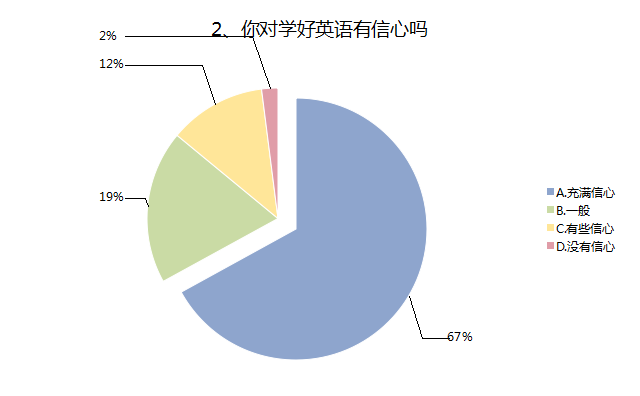 2、你对学好英语有信心吗
2%
12%
19%
67%
A.充满信心
B.一般
C.有些信心
D.没有信心